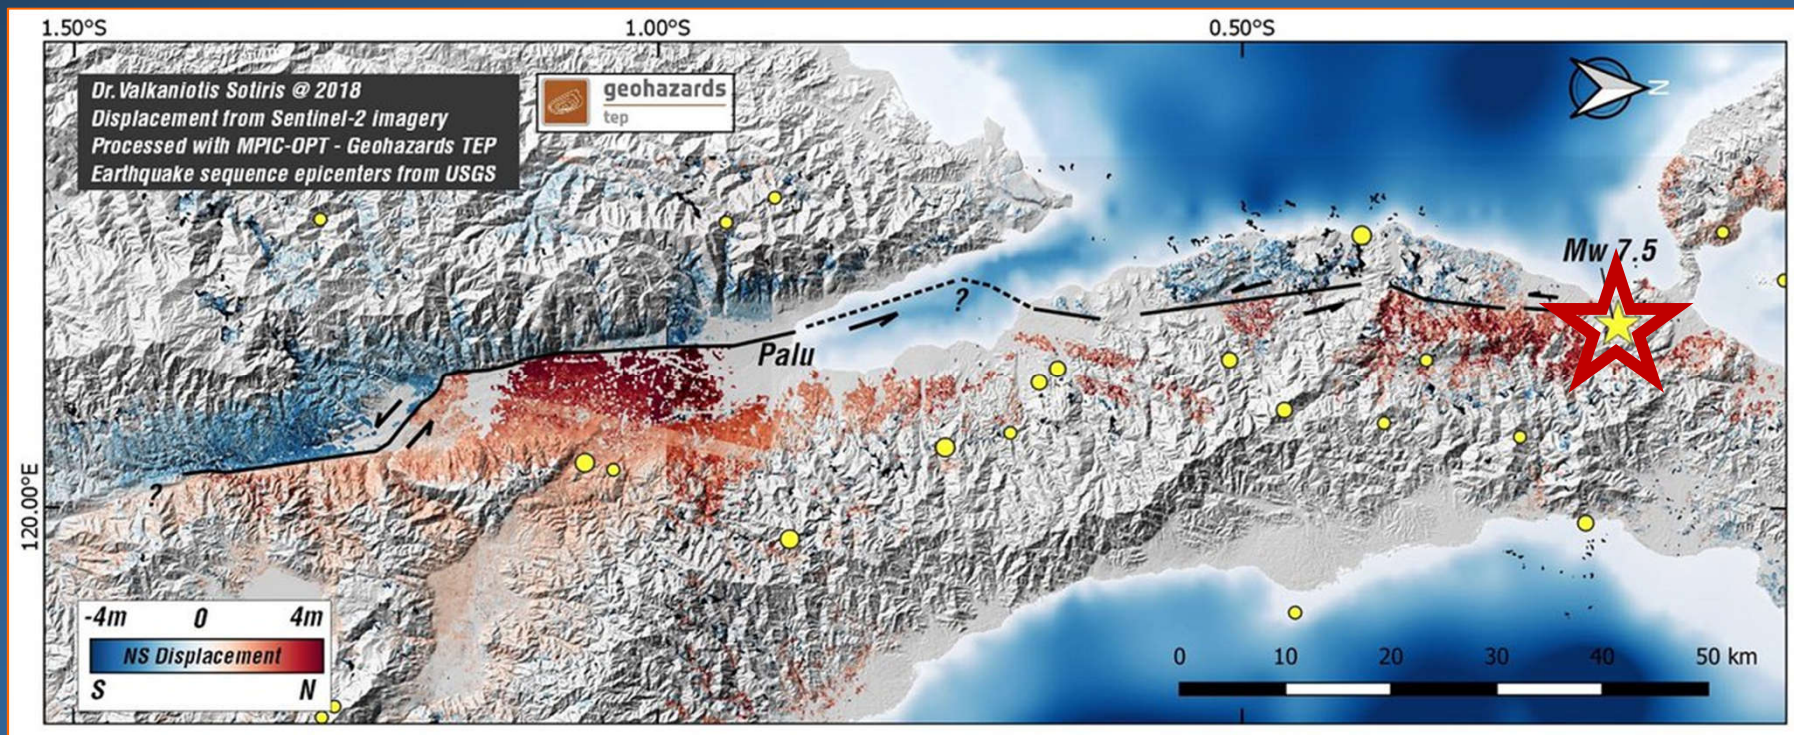 1.50°S
1.00°S
0.50°S
Dr. Valkaniotis Sotiris @ 2018
Displacement from Sentinel-2 imagery
Processed with MPIC-OPT - Geohazards TEP
Earthquake sequence epicenters from USGS
geohazards
tep
N
Mw 7.5
?
Palu
?
120.00°E
-4m 0 4m
NS Displacement
S N
0 10 20 30 40 50 km